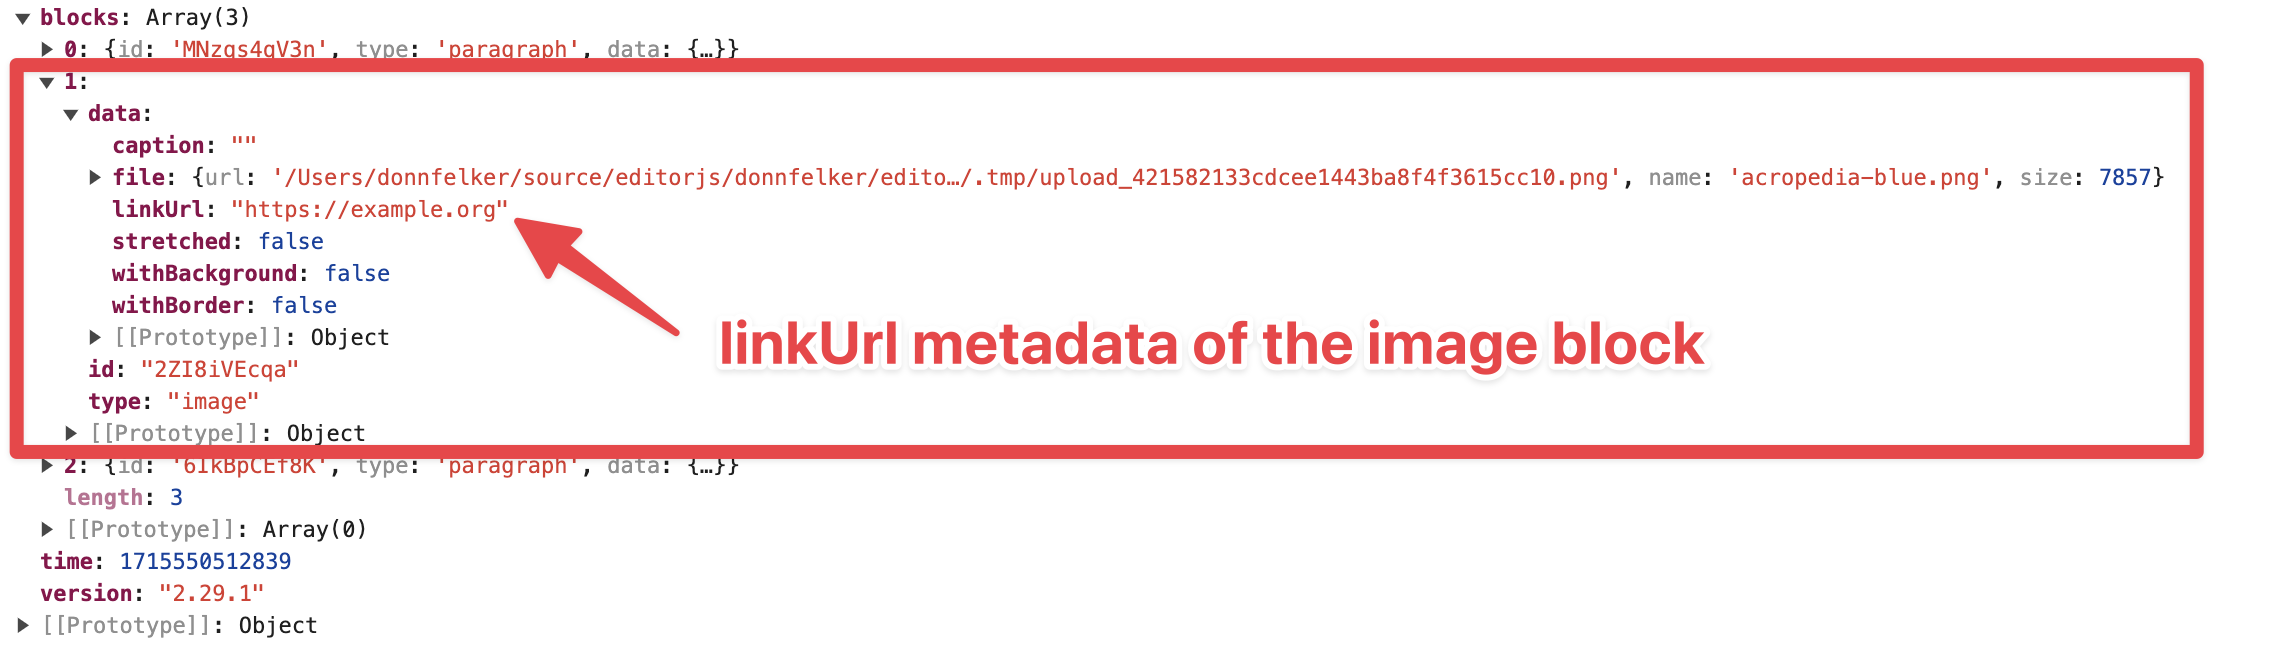 blocks: Array(3)
0: {id: 'MNzgs4gV3n', type: 'paragraph', data: {…}}
1:
data:
caption: ""
file: {url: '/Users/donnfelker/source/editorjs/donnfelker/edito…/.tmp/upload_421582133cdcee1443ba8f4f3615cc10.png', name: 'acropedia-blue.png', size: 7857}
linkUrl: "https://example.org"
stretched: false
withBackground: false
withBorder: false
[[Prototype]]: Object
linkUrl metadata of the image block
id: "2ZI8iVEcqa"
type: "image"
[[Prototype]]: Object
2: {id: '6IkBpCEf8K', type: 'paragraph', data: {…}}
length: 3
[[Prototype]]: Array(0)
time: 1715550512839
version: "2.29.1"
[[Prototype]]: Object